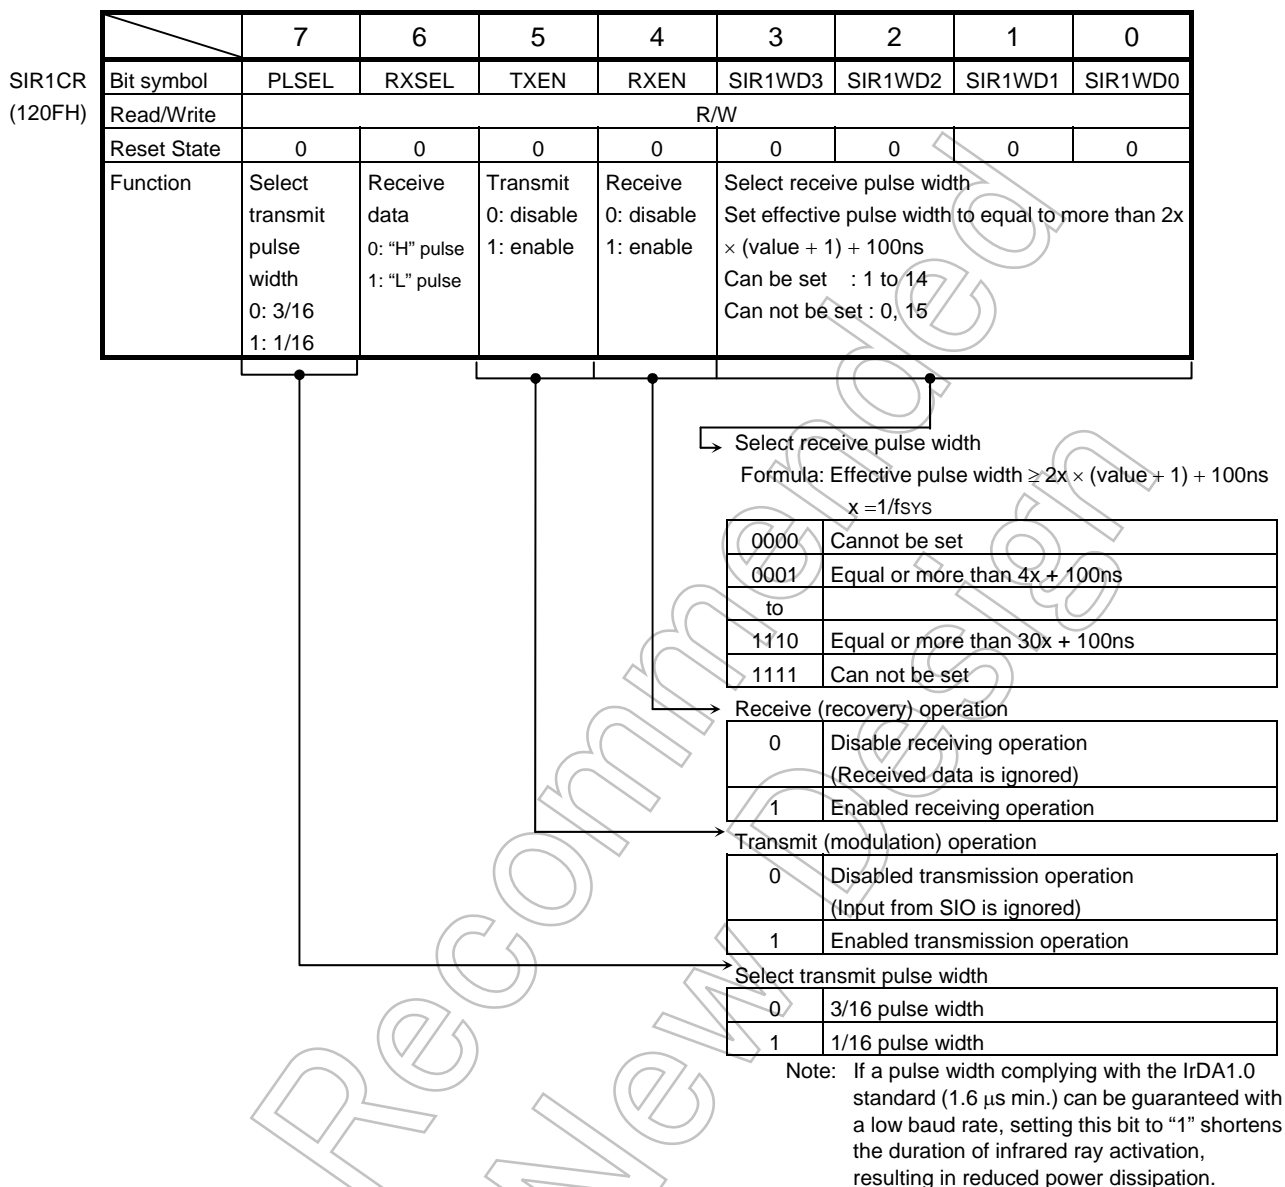 7 6 5 4 3 2 1 0
SIR1CR Bit symbol PLSEL RXSEL TXEN RXEN SIR1WD3 SIR1WD2 SIR1WD1 SIR1WD0
(120FH) Read/Write R/W
Reset State 0 0 0 0 0 0 0 0
Function Select Receive Transmit Receive Select receive pulse width
transmit data 0: disable 0: disable Set effective pulse width to equal to more than 2x
pulse 0: “H” pulse 1: enable 1: enable × (value + 1) + 100ns
width 1: “L” pulse Can be set : 1 to 14
0: 3/16 Can not be set : 0, 15
1: 1/16
Select receive pulse width
Formula: Effective pulse width ≥ 2x × (value + 1) + 100ns
x =1/fSYS
0000 Cannot be set
0001 Equal or more than 4x + 100ns
to
1110 Equal or more than 30x + 100ns
1111 Can not be set
Receive (recovery) operation
0 Disable receiving operation
(Received data is ignored)
1 Enabled receiving operation
Transmit (modulation) operation
0 Disabled transmission operation
(Input from SIO is ignored)
1 Enabled transmission operation
Select transmit pulse width
0 3/16 pulse width
1 1/16 pulse width
Note: If a pulse width complying with the IrDA1.0
standard (1.6 μs min.) can be guaranteed with
a low baud rate, setting this bit to “1” shortens
the duration of infrared ray activation,
resulting in reduced power dissipation.
Recommended
New Design